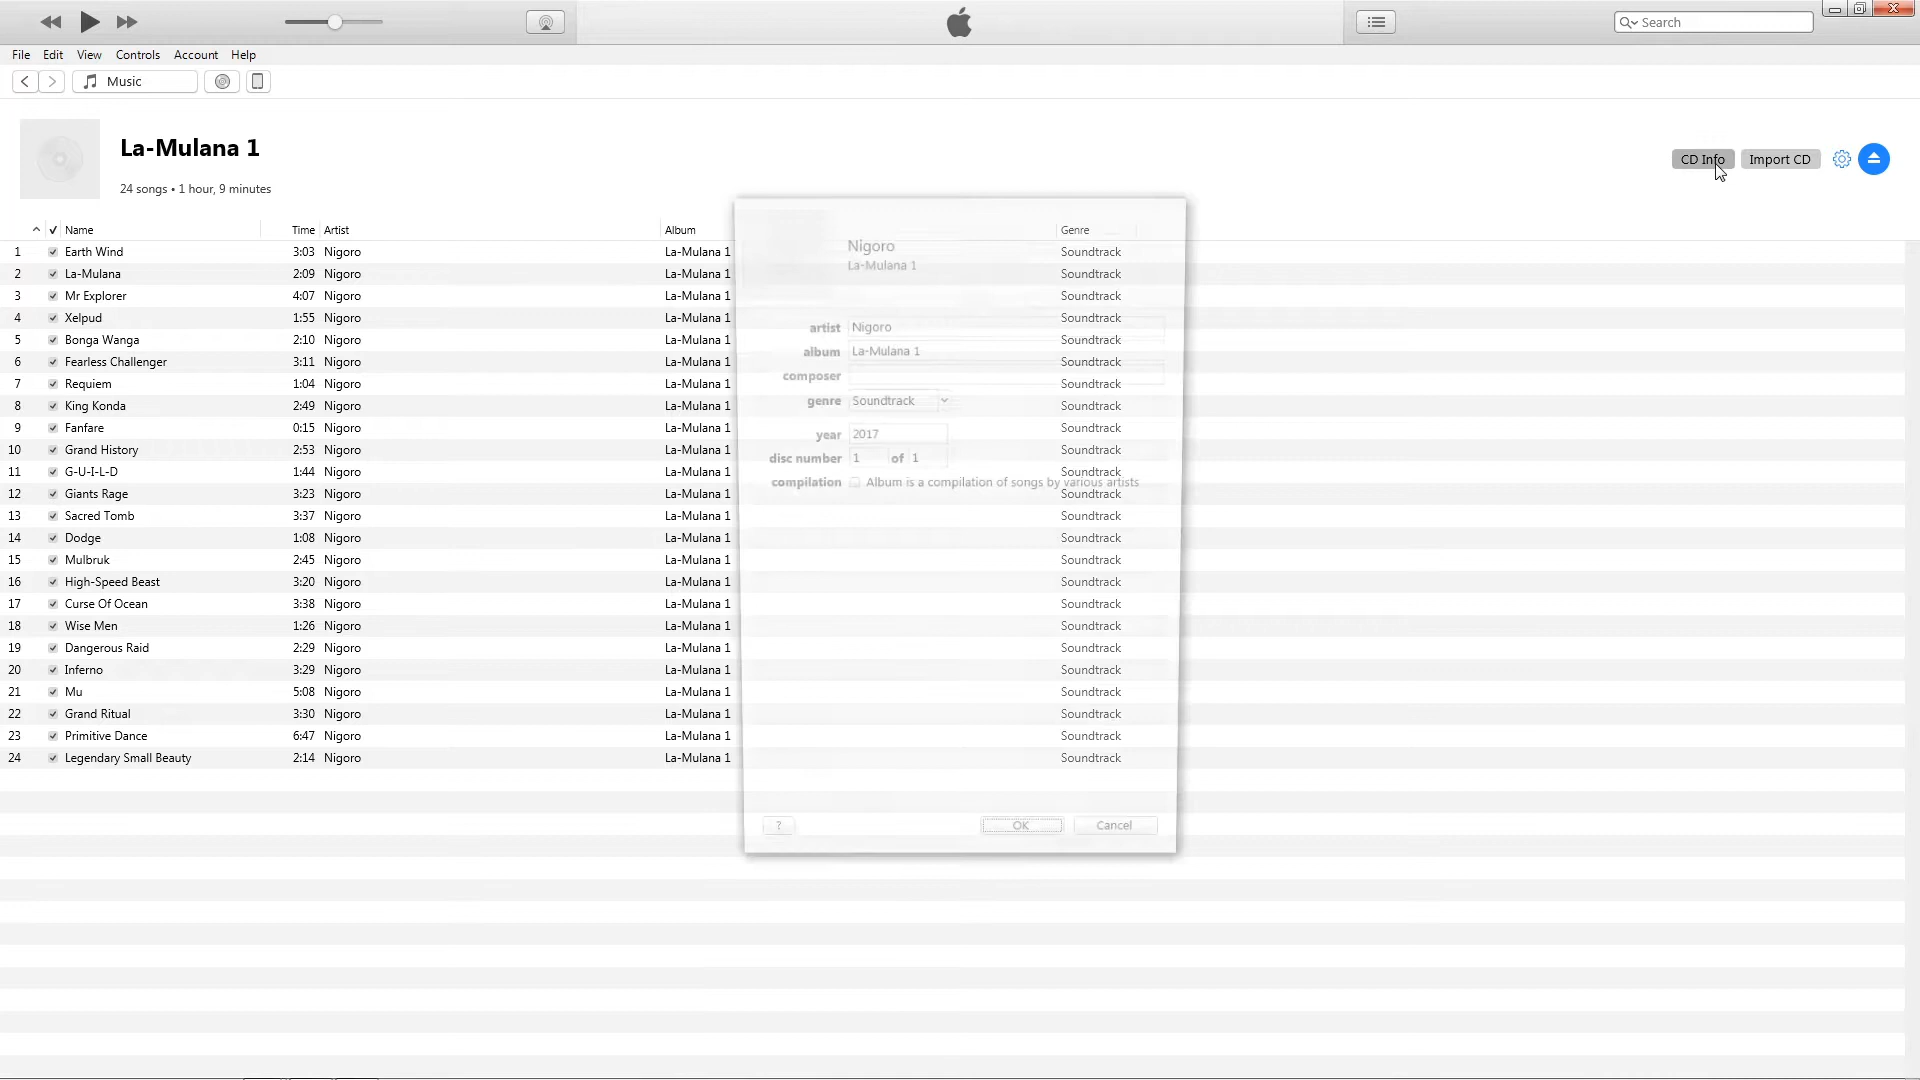 Search
File Edit View Controls Account Help
Music
La-Mulana 1
24 songs • 1 hour, 9 minutes
CD Info Import CD
Name Time Artist Album Genre
1 Earth Wind 3:03 Nigoro La-Mulana 1 Soundtrack
2 La-Mulana 2:09 Nigoro La-Mulana 1 Soundtrack
3 Mr Explorer 4:07 Nigoro La-Mulana 1 Soundtrack
4 Xelpud 1:55 Nigoro La-Mulana 1 Soundtrack
5 Bonga Wanga 2:10 Nigoro La-Mulana 1 Soundtrack
6 Fearless Challenger 3:11 Nigoro La-Mulana 1 Soundtrack
7 Requiem 1:04 Nigoro La-Mulana 1 Soundtrack
8 King Konda 2:49 Nigoro La-Mulana 1 Soundtrack
9 Fanfare 0:15 Nigoro La-Mulana 1 Soundtrack
10 Grand History 2:53 Nigoro La-Mulana 1 Soundtrack
11 G-U-I-L-D 1:44 Nigoro La-Mulana 1 Soundtrack
12 Giants Rage 3:23 Nigoro La-Mulana 1 Soundtrack
13 Sacred Tomb 3:37 Nigoro La-Mulana 1 Soundtrack
14 Dodge 1:08 Nigoro La-Mulana 1 Soundtrack
15 Mulbruk 2:45 Nigoro La-Mulana 1 Soundtrack
16 High-Speed Beast 3:20 Nigoro La-Mulana 1 Soundtrack
17 Curse Of Ocean 3:38 Nigoro La-Mulana 1 Soundtrack
18 Wise Men 1:26 Nigoro La-Mulana 1 Soundtrack
19 Dangerous Raid 2:29 Nigoro La-Mulana 1 Soundtrack
20 Inferno 3:29 Nigoro La-Mulana 1 Soundtrack
21 Mu 5:08 Nigoro La-Mulana 1 Soundtrack
22 Grand Ritual 3:30 Nigoro La-Mulana 1 Soundtrack
23 Primitive Dance 6:47 Nigoro La-Mulana 1 Soundtrack
24 Legendary Small Beauty 2:14 Nigoro La-Mulana 1 Soundtrack
Nigoro
La-Mulana 1
artist Nigoro
album La-Mulana 1
composer
genre Soundtrack
year 2017
disc number 1 of 1
compilation Album is a compilation of songs by various artists
? OK Cancel